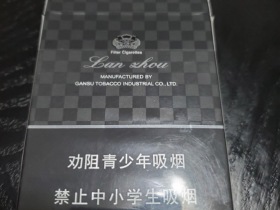 Filter Cigarettes
Lan zhou
MANUFACTURED BY
GANSU TOBACCO INDUSTRIAL CO.,LTD.
劝阻青少年吸烟
禁止中小学生吸烟